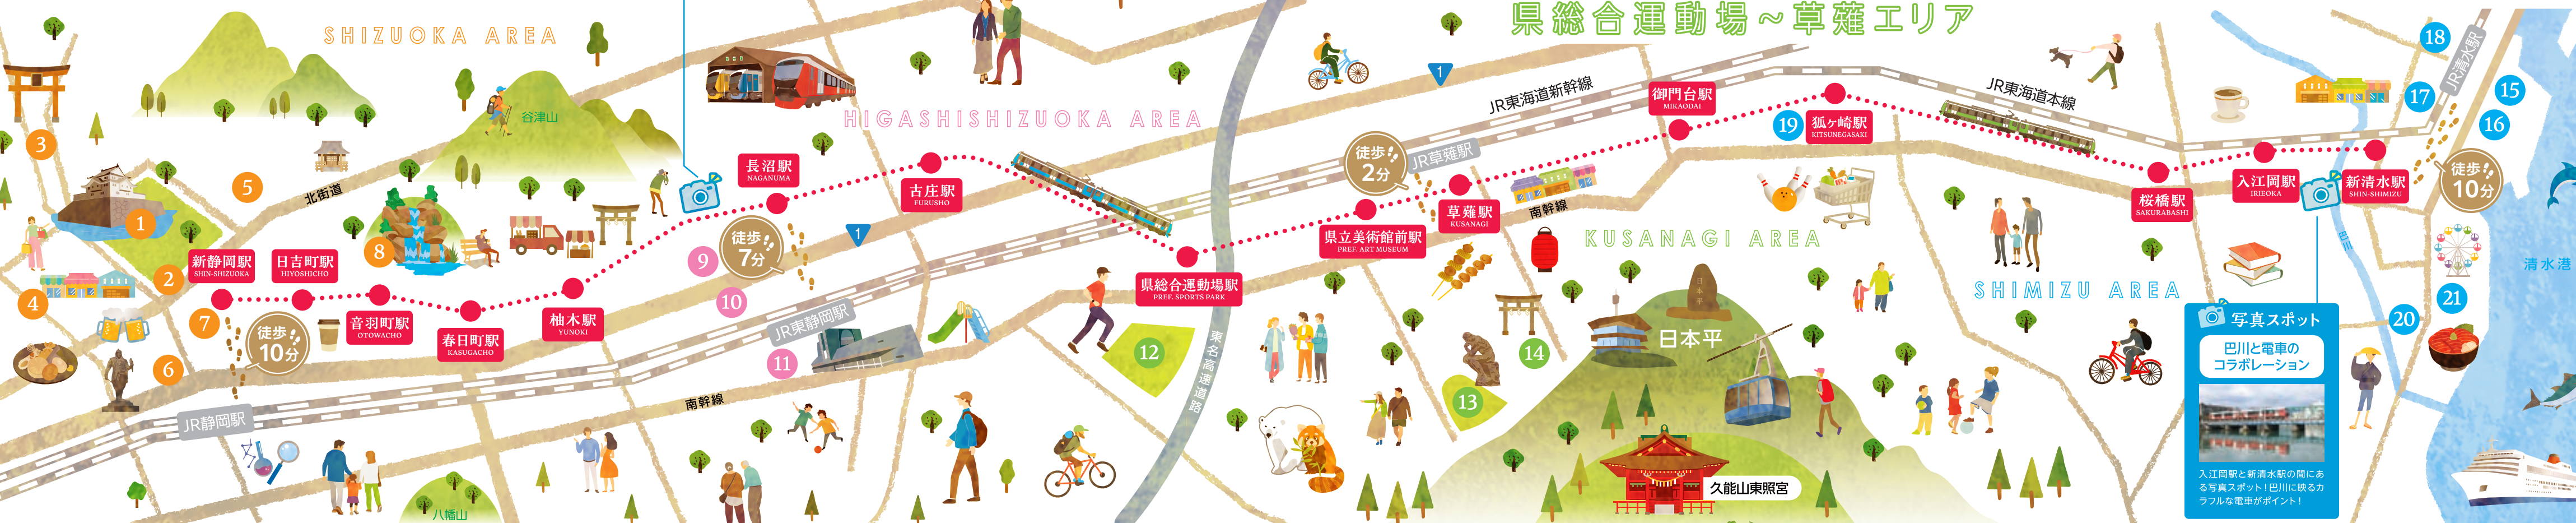 SHIZUOKA AREA
谷津山
3
5
北街道
1
8
2
4
7
6
新静岡駅
SHIN-SHIZUOKA
日吉町駅
HIYOSHICHO
音羽町駅
OTOWACHO
春日町駅
KASUGACHO
柚木駅
YUNOKI
徒歩
10分
JR静岡駅
八幡山
HIGASHISHIZUOKA AREA
長沼駅
NAGANUMA
古庄駅
FURUSHO
徒歩
7分
9
10
1
JR東静岡駅
11
南幹線
県総合運動場駅
PREF. SPORTS PARK
12
東名高速道路
県総合運動場～草薙エリア
1
JR東海道新幹線
JR東海道本線
徒歩
2分
JR草薙駅
県立美術館前駅
PREF. ART MUSEUM
草薙駅
KUSANAGI
南幹線
御門台駅
MIKADAI
19
狐ヶ崎駅
KITSUNEGASAKI
KUSANAGI AREA
日本平
日本平
14
13
久能山東照宮
桜橋駅
SAKURABASHI
入江岡駅
IRIEOKA
新清水駅
SHIN-SHIMIZU
JR清水駅
18
17
15
16
徒歩
10分
巴川
清水港
SHIMIZU AREA
20
21
写真スポット
巴川と電車の
コラボレーション
入江岡駅と新清水駅の間にあ
る写真スポット!巴川に映るカ
ラフルな電車がポイント!